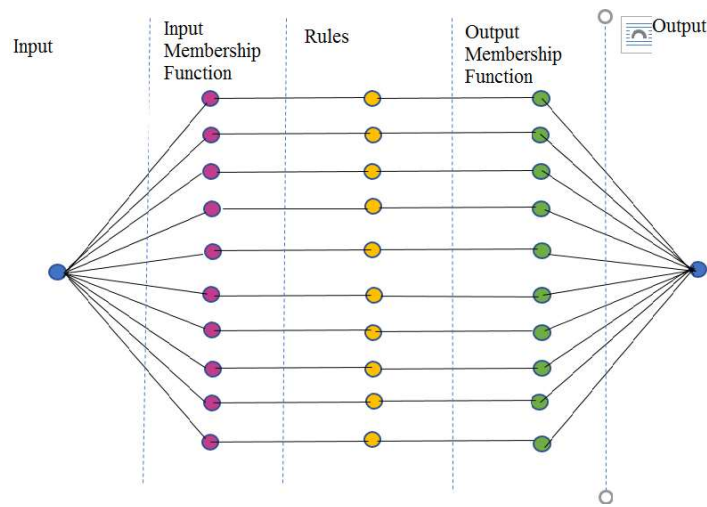 Input
Input
Membership
Function
Rules
Output
Membership
Function
Output